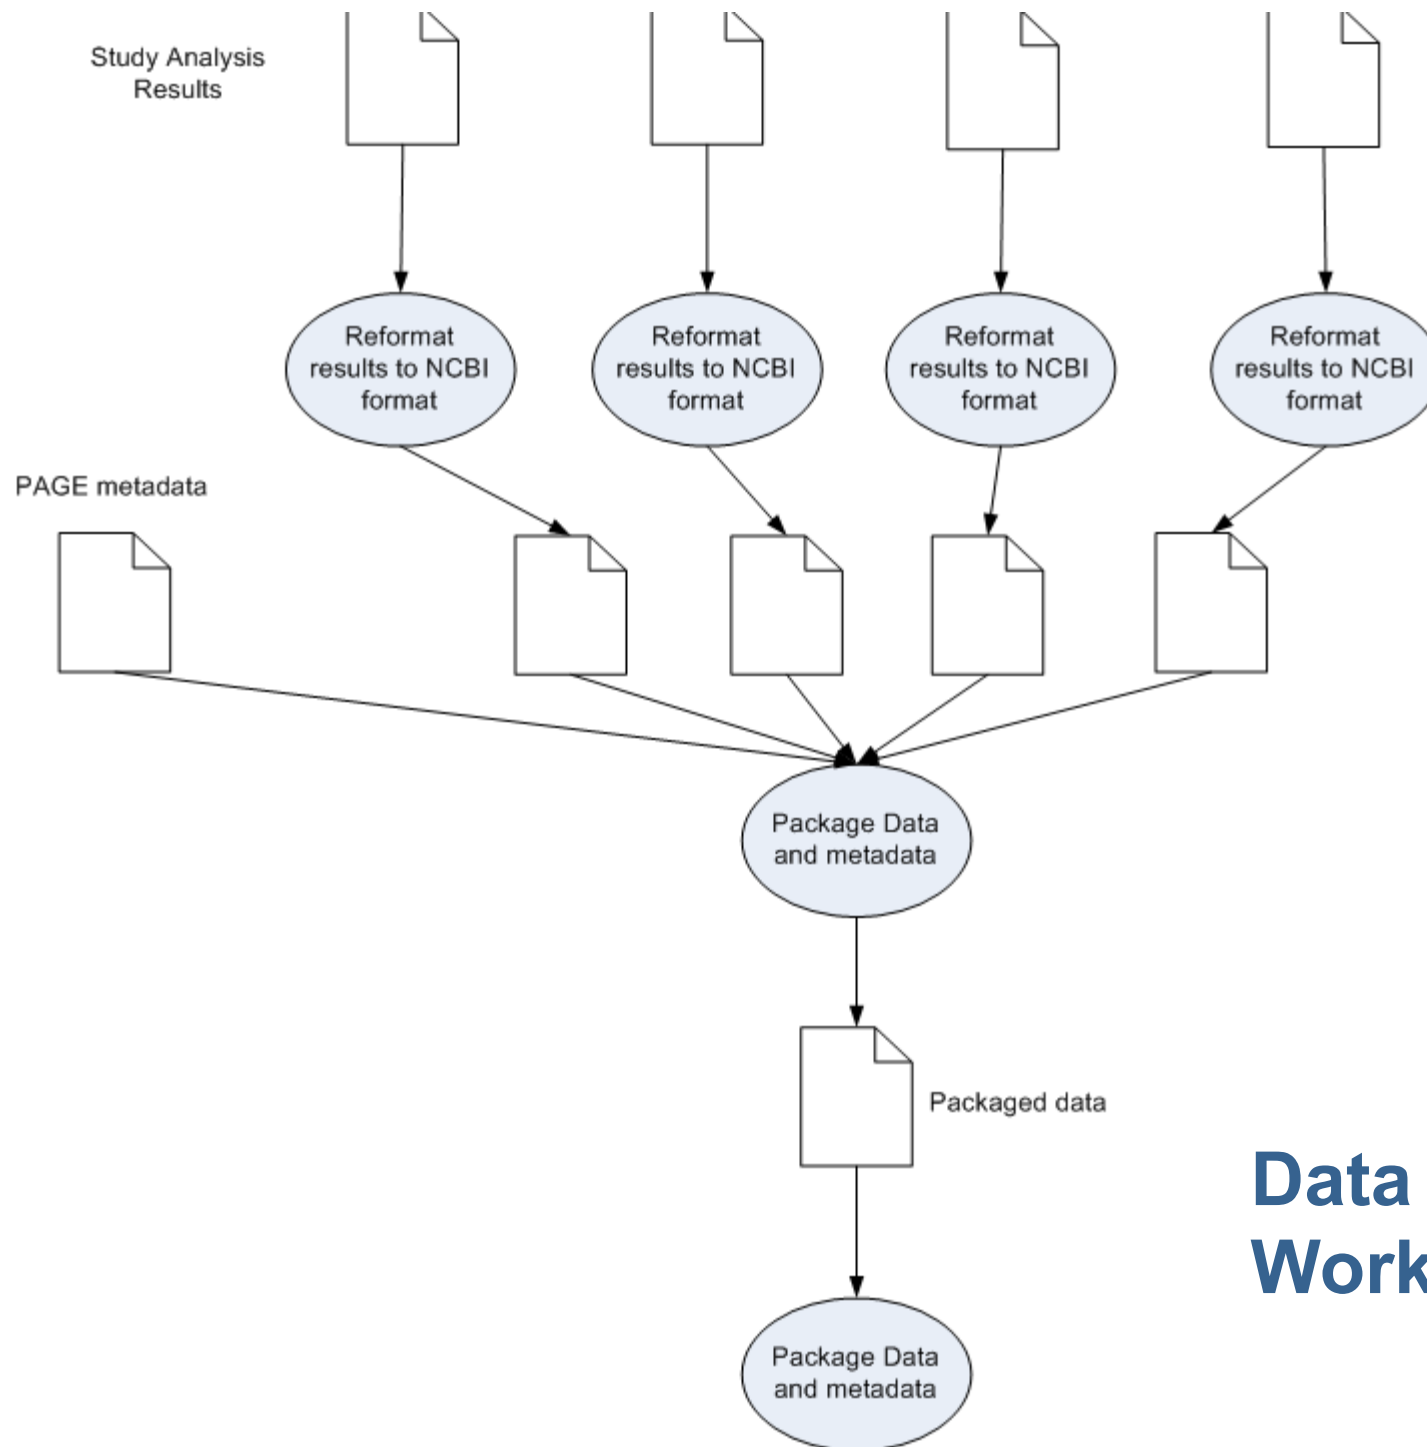 Study Analysis
Results
Reformat
results to NCBI
format
Reformat
results to NCBI
format
Reformat
results to NCBI
format
Reformat
results to NCBI
format
PAGE metadata
Package Data
and metadata
Packaged data
Data
Work
Package Data
and metadata